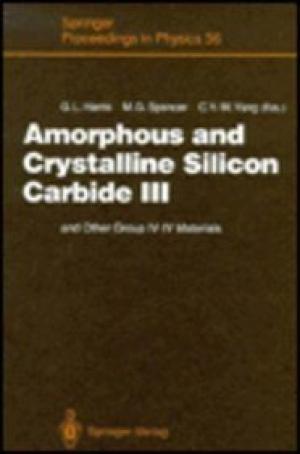 Springer
Proceedings in Physics 56
G.L. Harris M.G. Spencer C.Y.-W. Yang (Eds.)
Amorphous and
Crystalline Silicon
Carbide III
and Other Group IV-IV Materials
Springer-Verlag